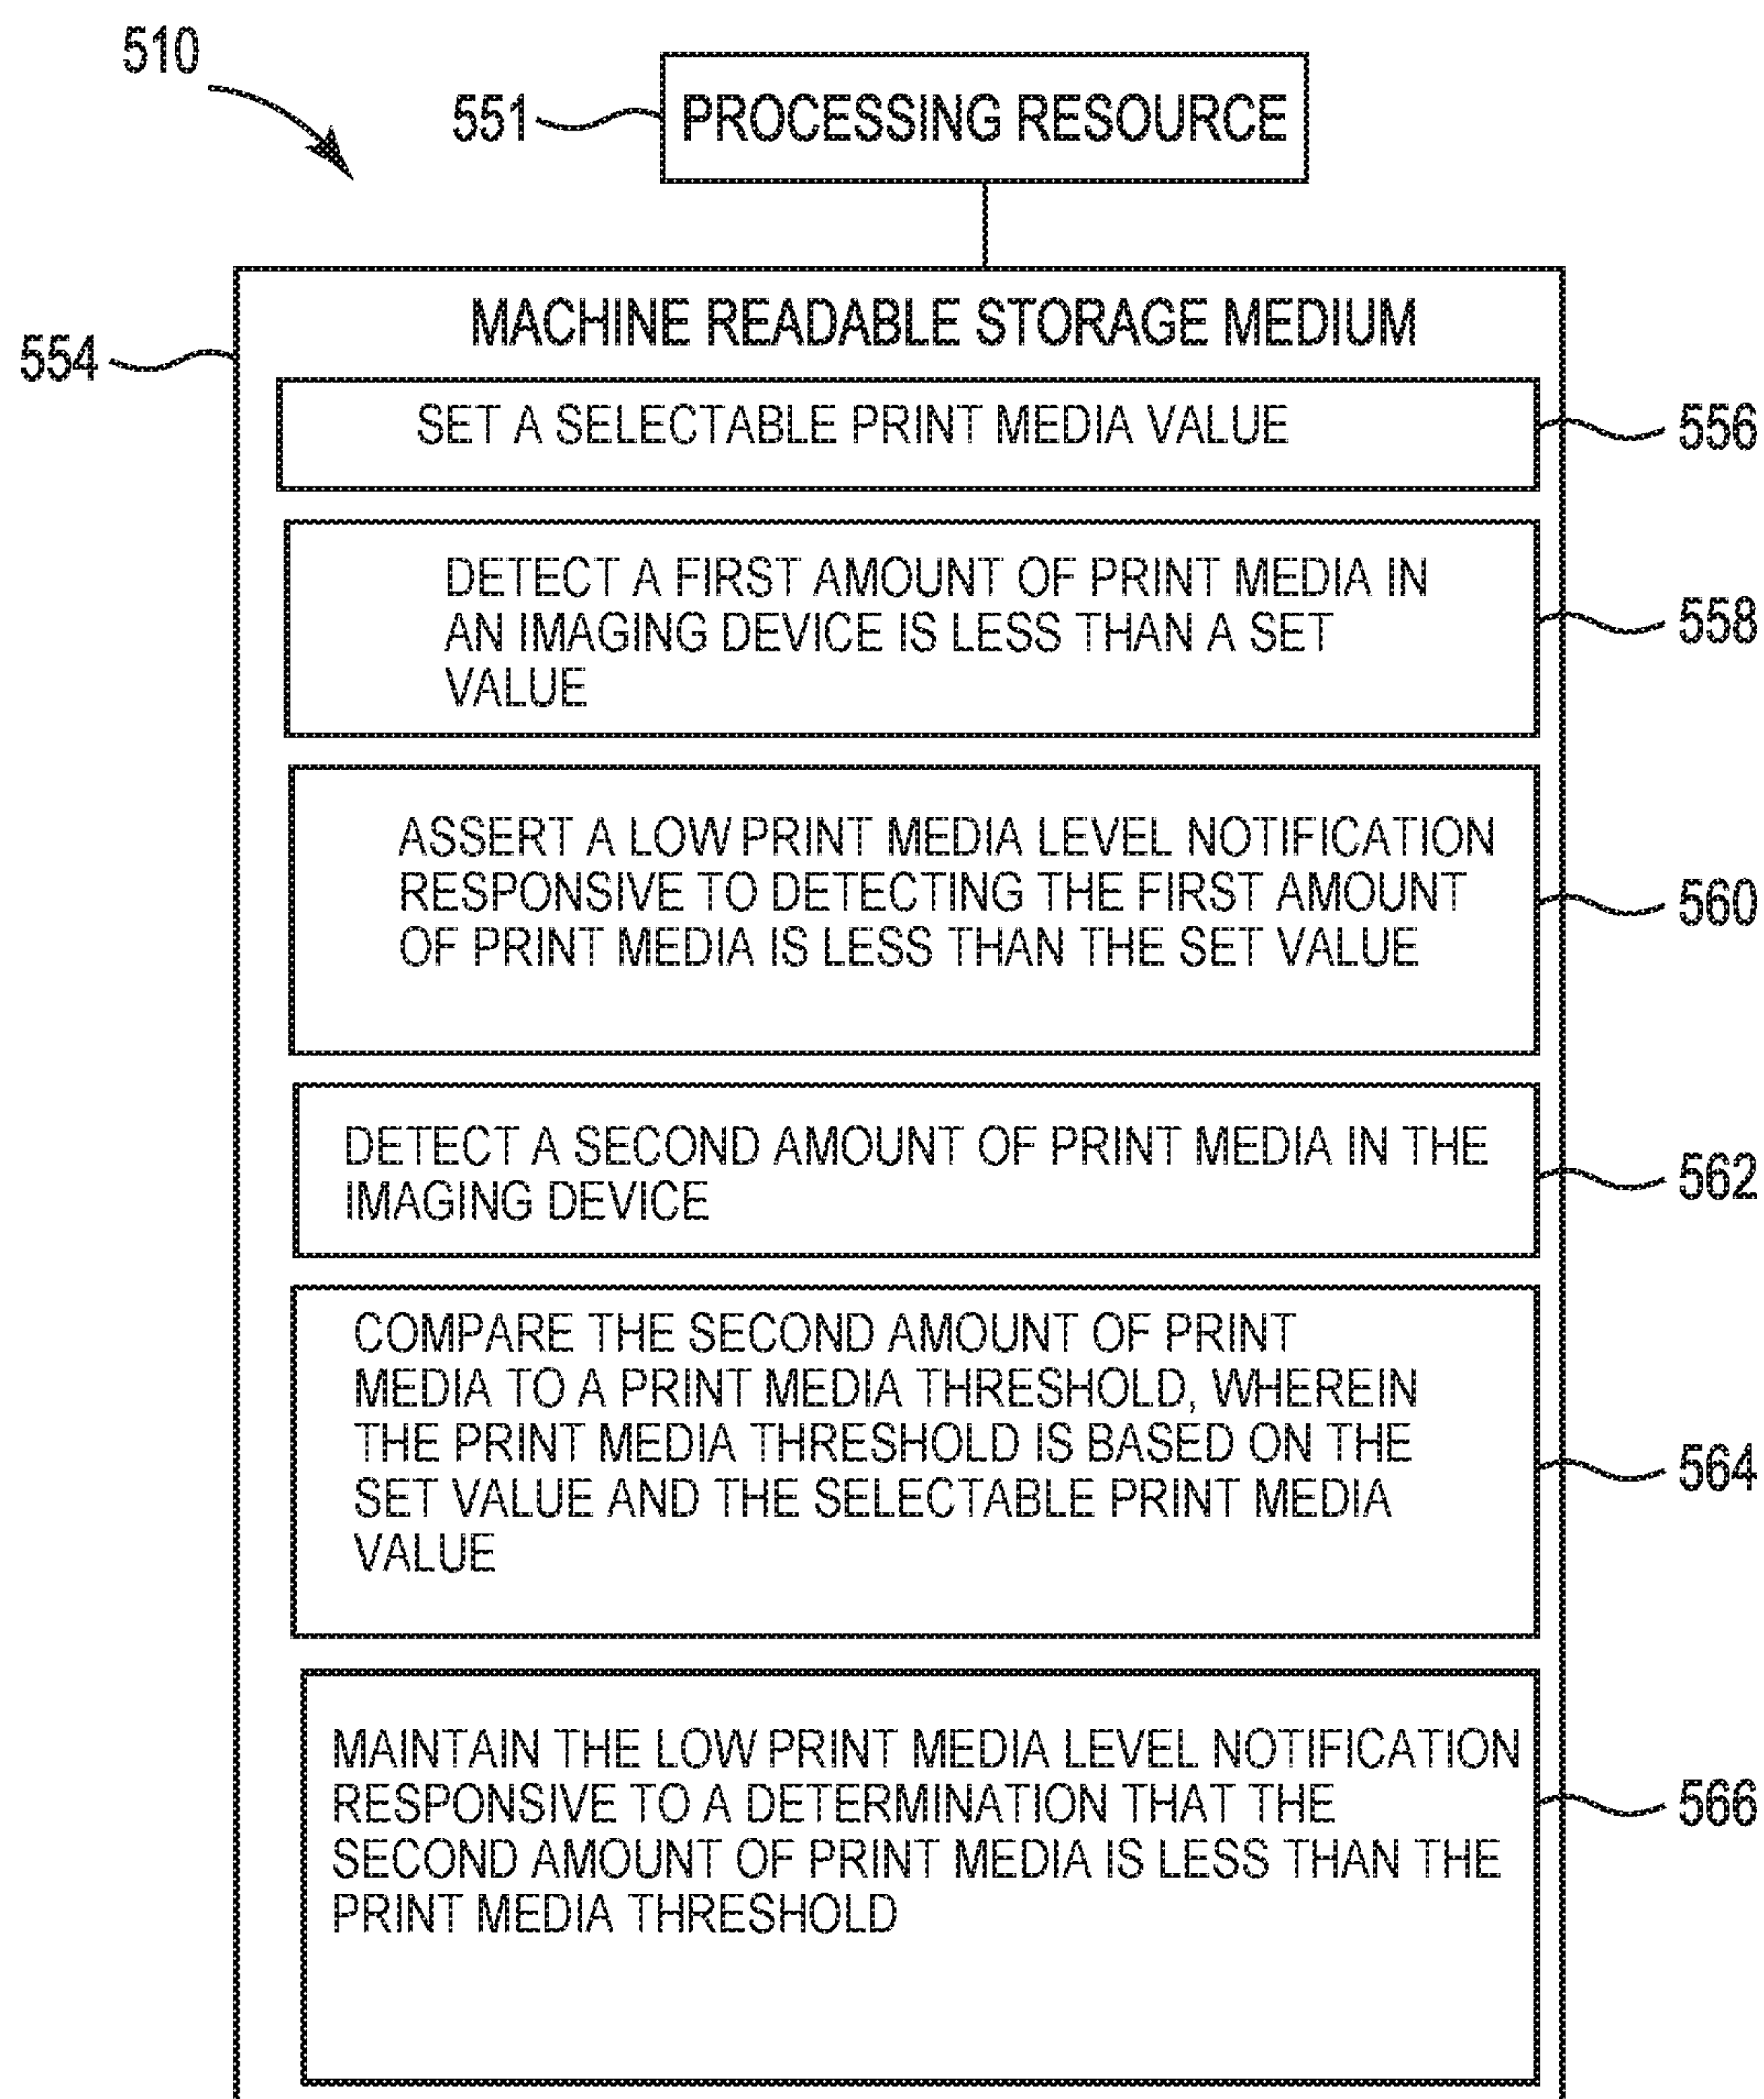 510
551
PROCESSING RESOURCE
554
MACHINE READABLE STORAGE MEDIUM
SET A SELECTABLE PRINT MEDIA VALUE
556
DETECT A FIRST AMOUNT OF PRINT MEDIA IN
AN IMAGING DEVICE IS LESS THAN A SET
VALUE
558
ASSERT A LOW PRINT MEDIA LEVEL NOTIFICATION
RESPONSIVE TO DETECTING THE FIRST AMOUNT
OF PRINT MEDIA IS LESS THAN THE SET VALUE
560
DETECT A SECOND AMOUNT OF PRINT MEDIA IN THE
IMAGING DEVICE
562
COMPARE THE SECOND AMOUNT OF PRINT
MEDIA TO A PRINT MEDIA THRESHOLD, WHEREIN
THE PRINT MEDIA THRESHOLD IS BASED ON THE
SET VALUE AND THE SELECTABLE PRINT MEDIA
VALUE
564
MAINTAIN THE LOW PRINT MEDIA LEVEL NOTIFICATION
RESPONSIVE TO A DETERMINATION THAT THE
SECOND AMOUNT OF PRINT MEDIA IS LESS THAN THE
PRINT MEDIA THRESHOLD
566